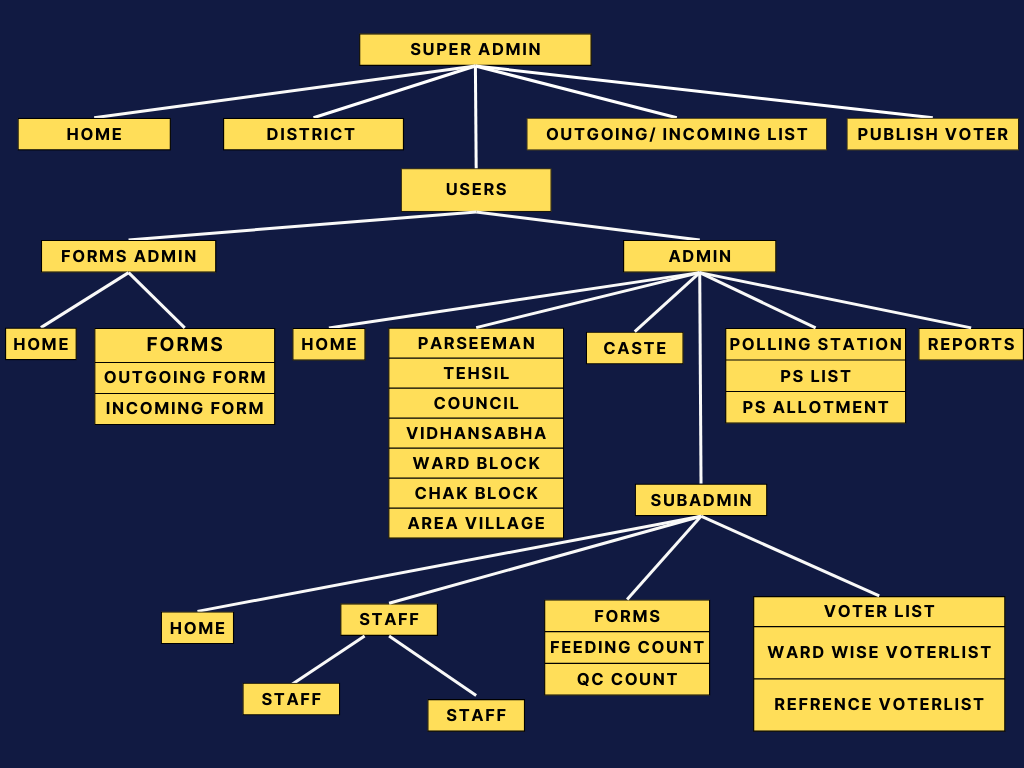 SUPER ADMIN
HOME
DISTRICT
OUTGOING/ INCOMING LIST
PUBLISH VOTER
USERS
FORMS ADMIN
ADMIN
HOME
FORMS
OUTGOING FORM
INCOMING FORM
HOME
PARSEEMAN
TEHSIL
COUNCIL
VIDHANSABHA
WARD BLOCK
CHAK BLOCK
AREA VILLAGE
CASTE
POLLING STATION
PS LIST
PS ALLOTMENT
REPORTS
SUBADMIN
HOME
STAFF
STAFF
STAFF
FORMS
FEEDING COUNT
QC COUNT
VOTER LIST
WARD WISE VOTERLIST
REFRENCE VOTERLIST